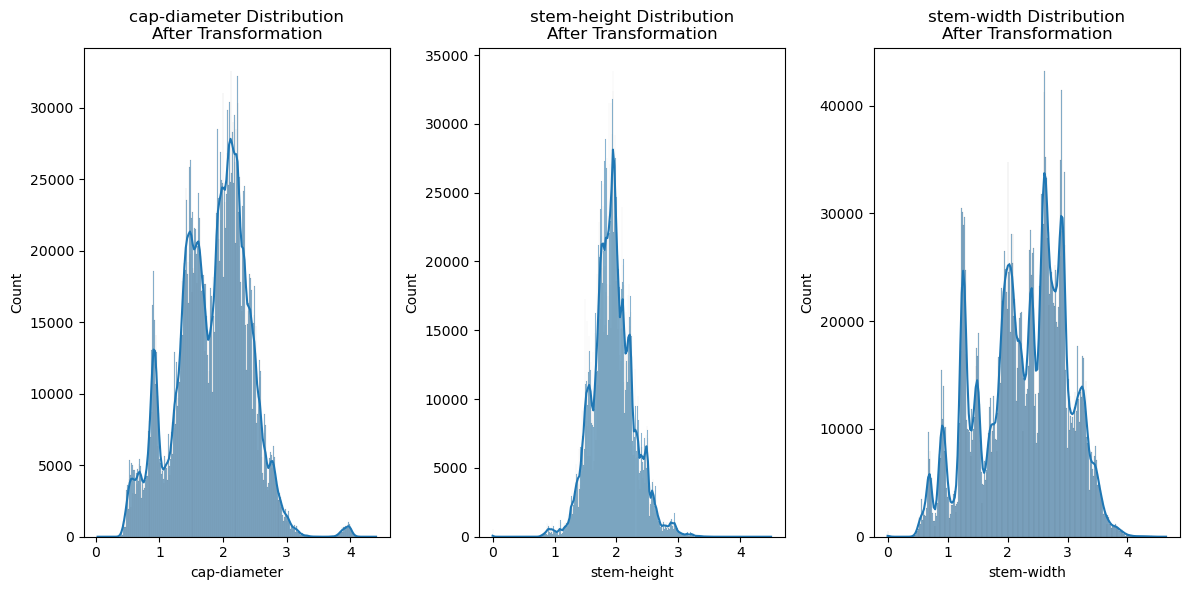 cap-diameter Distribution
After Transformation
30000
25000
20000
15000
10000
5000
0
Count
0 1 2 3 4
cap-diameter
stem-height Distribution
After Transformation
35000
30000
25000
20000
15000
10000
5000
0
Count
0 1 2 3 4
stem-height
stem-width Distribution
After Transformation
40000
30000
20000
10000
0
Count
0 1 2 3 4
stem-width